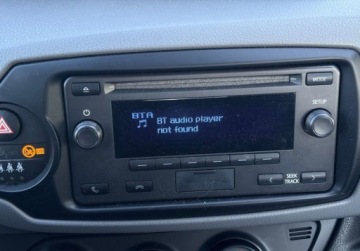 MODE
BTA
BT audio player
not found
SETUP
SEEK
TRACK